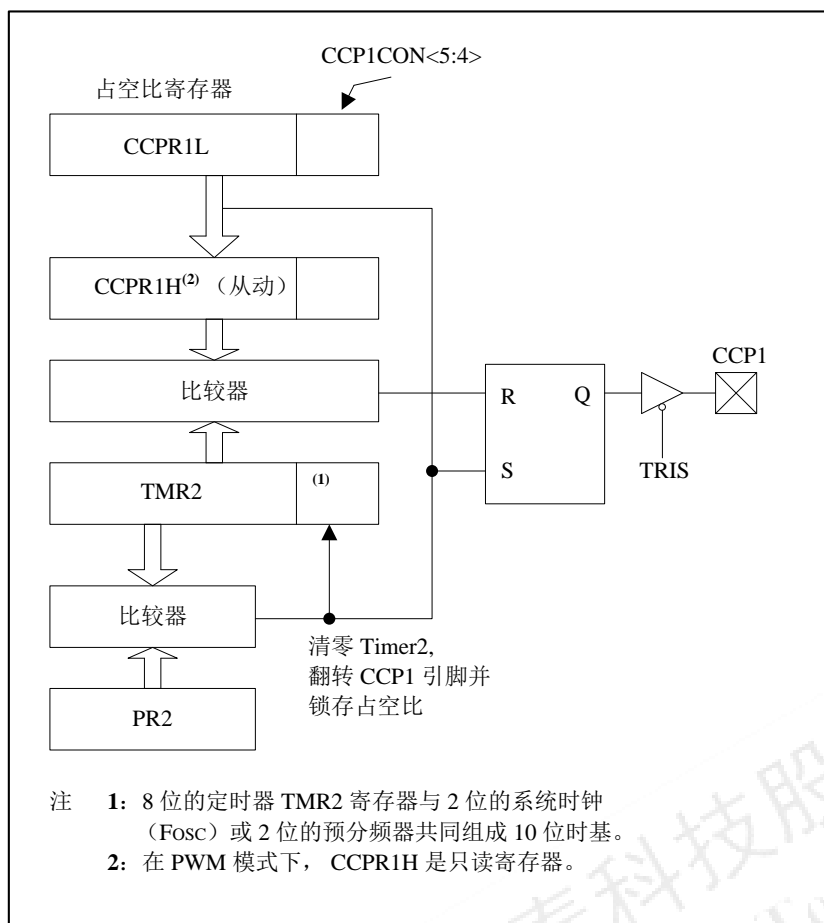 CCP1CON<5:4>
占空比寄存器
CCPR1L
CCPR1H(2) （从动）
比较器
CCP1
R
Q
S
TRIS
TMR2
(1)
比较器
清零 Timer2,
翻转 CCP1 引脚并
锁存占空比
PR2
注 1: 8 位的定时器 TMR2 寄存器与 2 位的系统时钟
（FOSC）或 2 位的预分频器共同组成 10 位时基。
2: 在 PWM 模式下， CCPR1H 是只读寄存器。
泰科技股